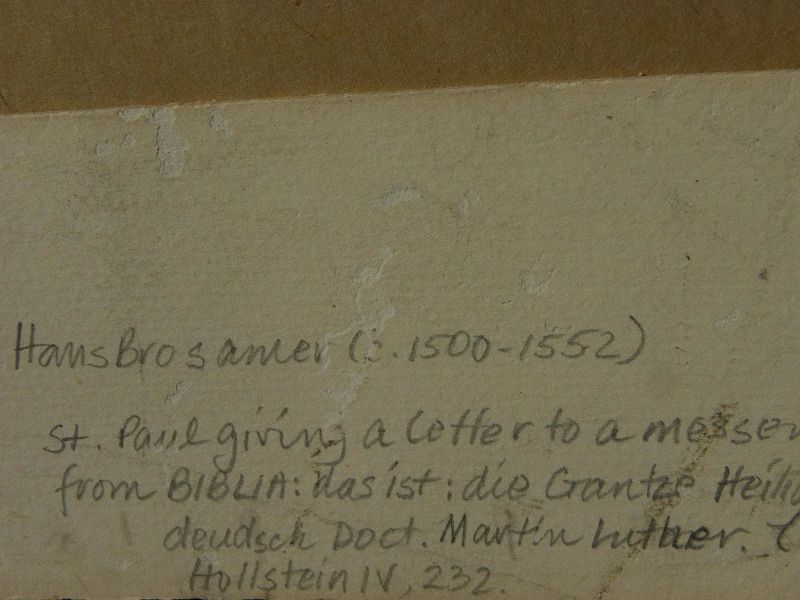 Hans Brosamer (c. 1500-1552)
St. Paul giving a letter to a messen
from BIBLIA: das ist: die Gantze Heili
deudsch Doct. Martin Luther. (
Hollstein IV, 232.